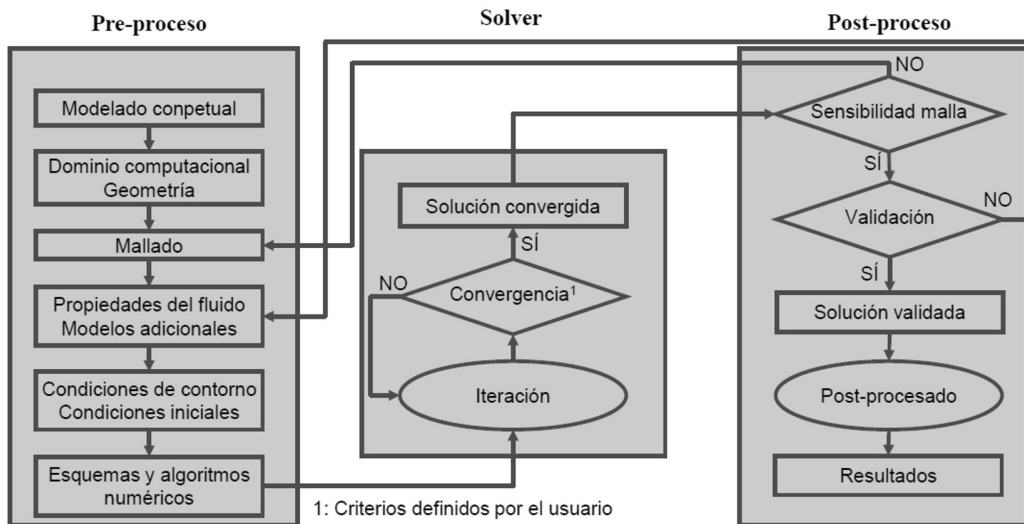 Pre-proceso
Modelado conpetual
Dominio computacional
Geometría
Mallado
Propiedades del fluido
Modelos adicionales
Condiciones de contorno
Condiciones iniciales
Esquemas y algoritmos
numéricos
Solver
Solución convergida
SÍ
NO
Convergencia¹
Iteración
1: Criterios definidos por el usuario
Post-proceso
NO
Sensibilidad malla
SÍ
NO
Validación
SÍ
Solución validada
Post-procesado
Resultados